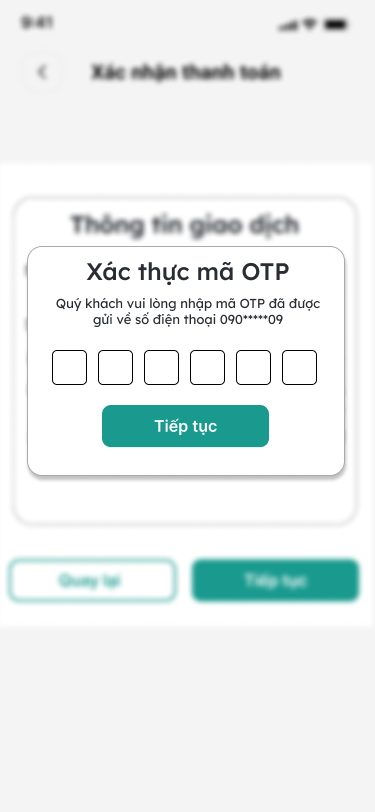 9:41
Xác nhận thanh toán
Thông tin giao dịch
Xác thực mã OTP
Quý khách vui lòng nhập mã OTP đã được
gửi về số điện thoại 090*****09
Tiếp tục
Quay lại
Tiếp tục